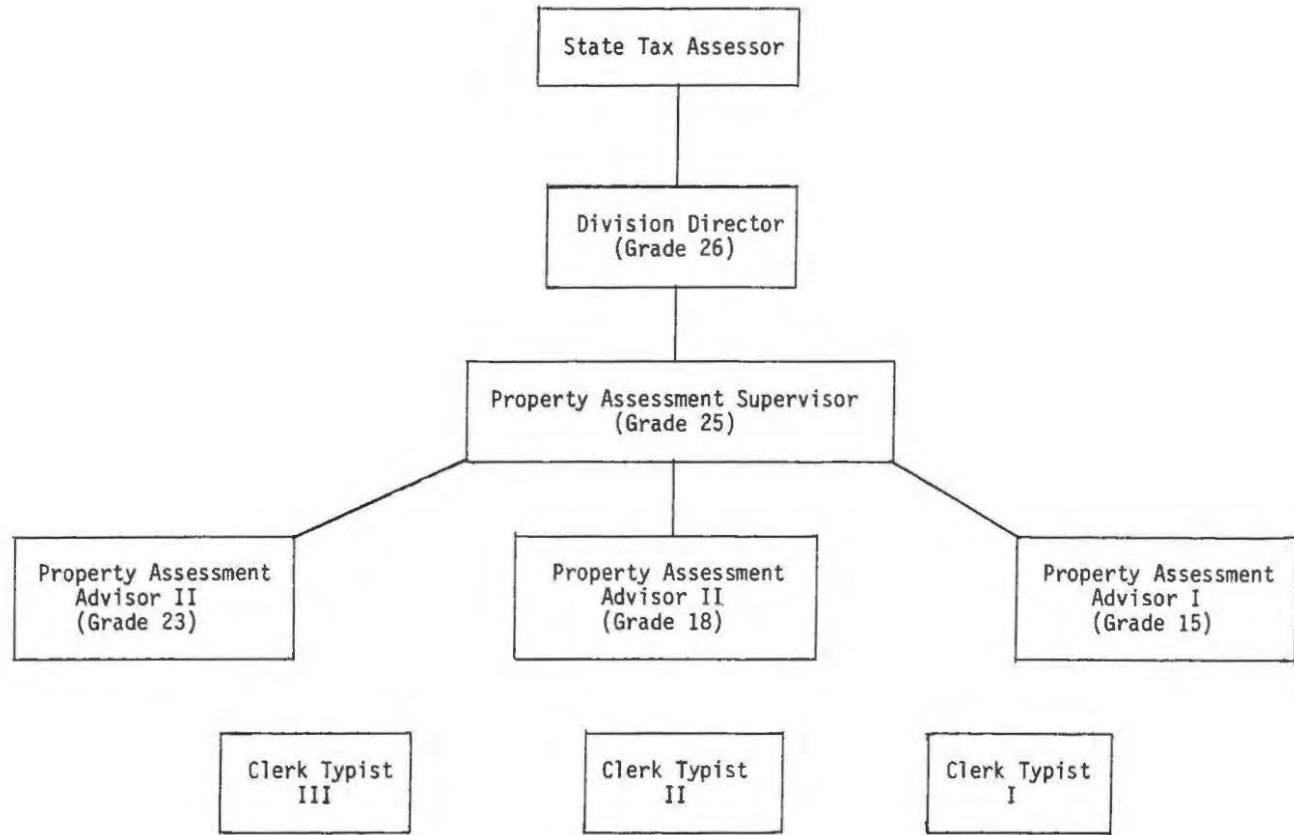 State Tax Assessor
Division Director
(Grade 26)
Property Assessment Supervisor
(Grade 25)
Property Assessment
Advisor II
(Grade 23)
Property Assessment
Advisor II
(Grade 18)
Property Assessment
Advisor I
(Grade 15)
Clerk Typist
III
Clerk Typist
II
Clerk Typist
I